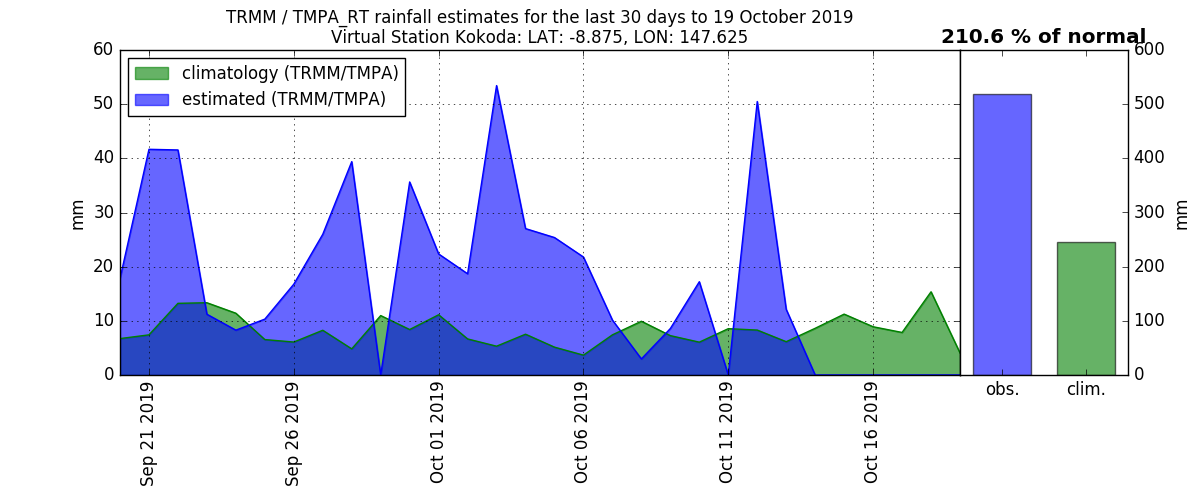 TRMM / TMPA_RT rainfall estimates for the last 30 days to 19 October 2019
Virtual Station Kokoda: LAT: -8.875, LON: 147.625
210.6 % of normal
climatology (TRMM/TMPA)
estimated (TRMM/TMPA)
60
50
40
30
20
10
0
mm
Sep 21 2019
Sep 26 2019
Oct 01 2019
Oct 06 2019
Oct 11 2019
Oct 16 2019
600
500
400
300
200
100
0
mm
obs.
clim.